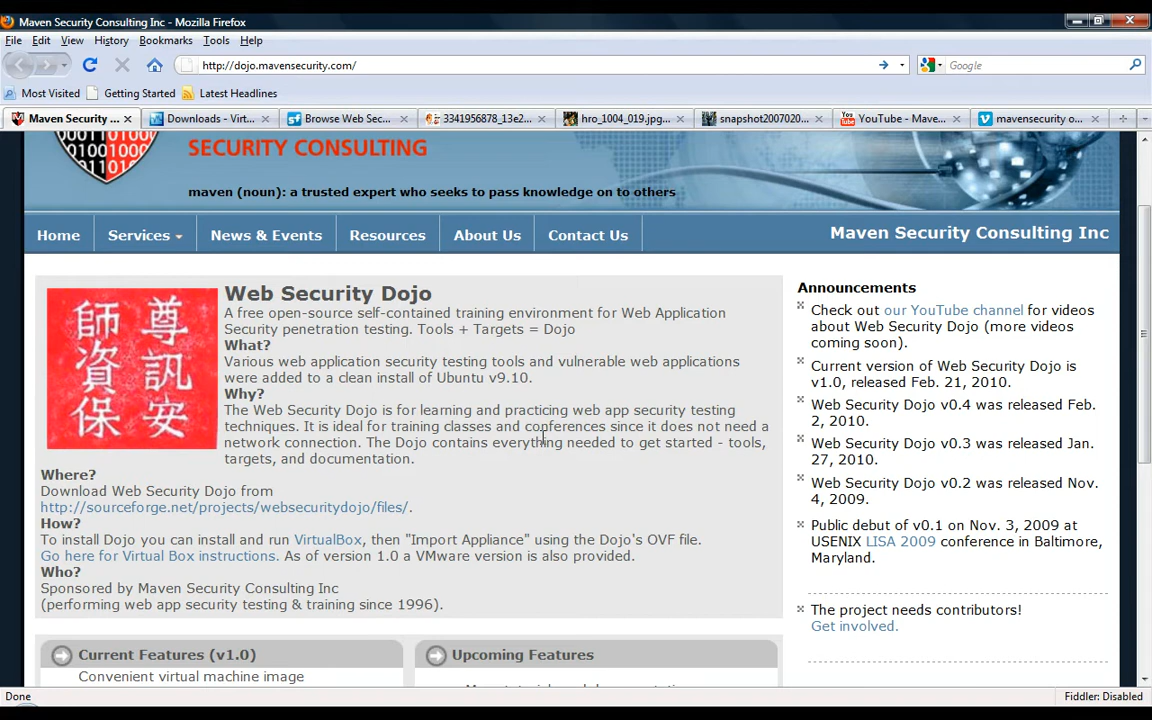 Maven Security Consulting Inc - Mozilla Firefox
File Edit View History Bookmarks Tools Help
http://dojo.mavensecurity.com/
Google
Most Visited Getting Started Latest Headlines
Maven Security ... Downloads - Virt... Browse Web Sec... 3341956878_13e2... hro_1004_019.jpg... snapshot2007020... YouTube - Mave... mavensecurity o...
SECURITY CONSULTING
maven (noun): a trusted expert who seeks to pass knowledge on to others
Home Services News & Events Resources About Us Contact Us Maven Security Consulting Inc
師資保 尊訊安
Web Security Dojo
A free open-source self-contained training environment for Web Application
Security penetration testing. Tools + Targets = Dojo
What?
Various web application security testing tools and vulnerable web applications
were added to a clean install of Ubuntu v9.10.
Why?
The Web Security Dojo is for learning and practicing web app security testing
techniques. It is ideal for training classes and conferences since it does not need a
network connection. The Dojo contains everything needed to get started - tools,
targets, and documentation.
Where?
Download Web Security Dojo from
http://sourceforge.net/projects/websecuritydojo/files/.
How?
To install Dojo you can install and run VirtualBox, then "Import Appliance" using the Dojo's OVF file.
Go here for Virtual Box instructions. As of version 1.0 a VMware version is also provided.
Who?
Sponsored by Maven Security Consulting Inc
(performing web app security testing & training since 1996).
Current Features (v1.0)
Convenient virtual machine image
Upcoming Features
Announcements
Check out our YouTube channel for
videos about Web Security Dojo (more videos
coming soon).
Current version of Web Security Dojo is
v1.0, released Feb. 21, 2010.
Web Security Dojo v0.4 was released Feb.
2, 2010.
Web Security Dojo v0.3 was released Jan.
27, 2010.
Web Security Dojo v0.2 was released Nov.
4, 2009.
Public debut of v0.1 on Nov. 3, 2009 at
USENIX LISA 2009 conference in Baltimore,
Maryland.
The project needs contributors!
Get involved.
Done
Fiddler: Disabled